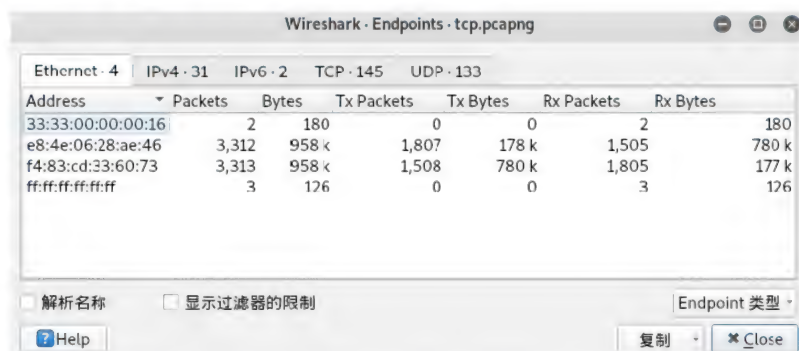 Wireshark · Endpoints · tcp.pcapng
Ethernet · 4 IPv4 · 31 IPv6 · 2 TCP · 145 UDP · 133
Address Packets Bytes Tx Packets Tx Bytes Rx Packets Rx Bytes
33:33:00:00:00:16 2 180 0 0 2 180
e8:4e:06:28:ae:46 3,312 958 k 1,807 178 k 1,505 780 k
f4:83:cd:33:60:73 3,313 958 k 1,508 780 k 1,805 177 k
ff:ff:ff:ff:ff:ff 3 126 0 0 3 126
解析名称 显示过滤器的限制 Endpoint 类型
Help 复制 Close